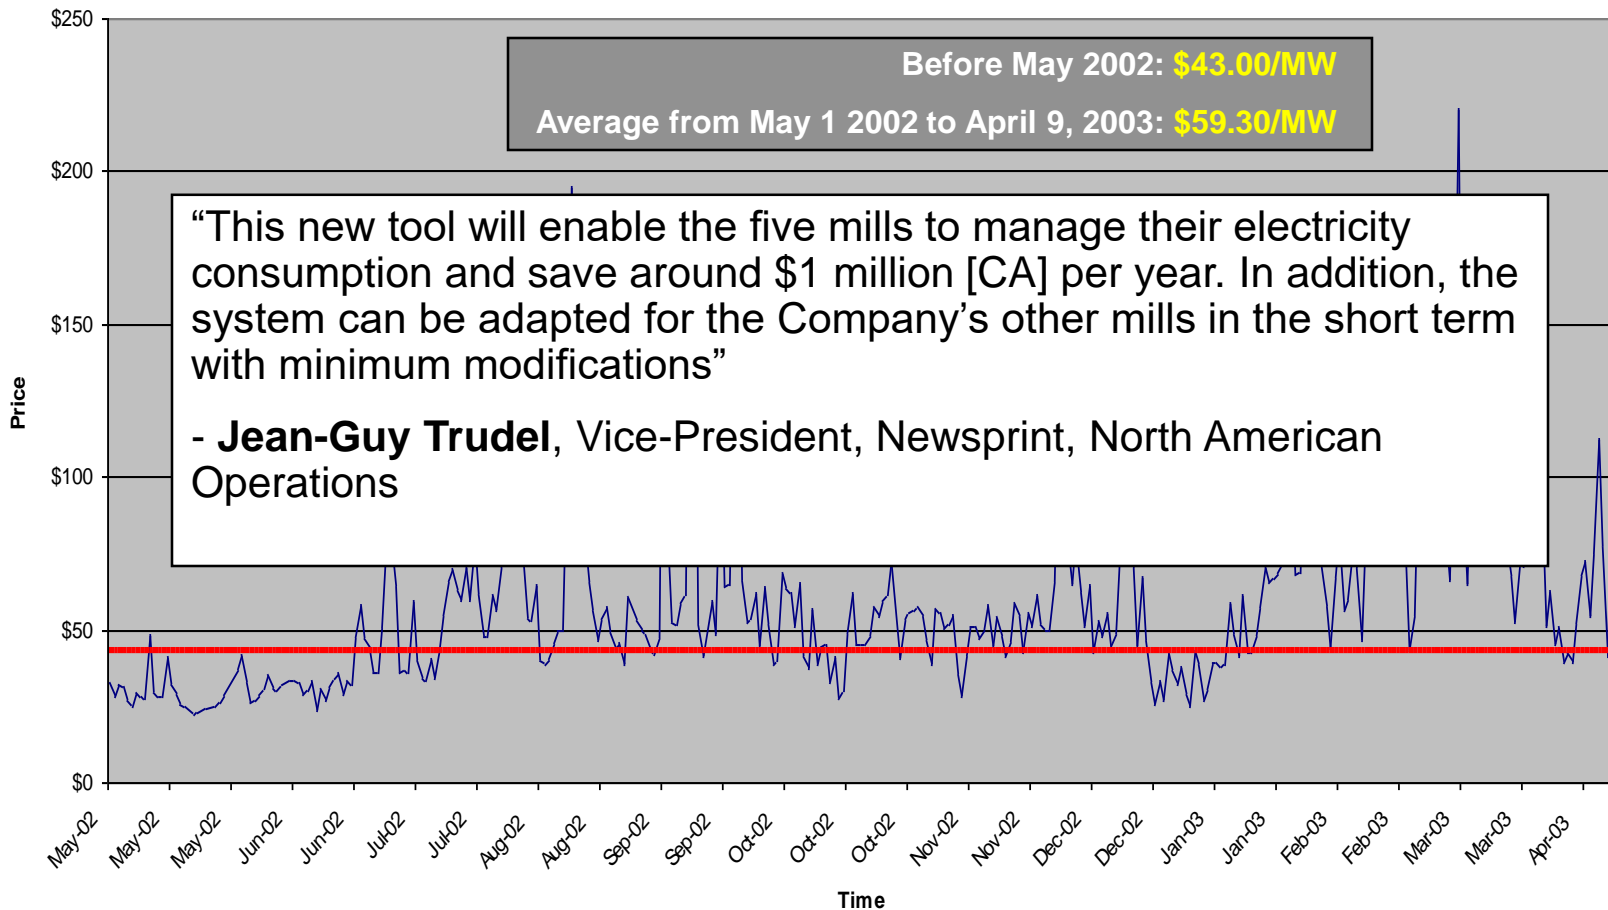 $250
Before May 2002: $43.00/MW
Average from May 1 2002 to April 9, 2003: $59.30/MW
$200
“This new tool will enable the five mills to manage their electricity
consumption and save around $1 million [CA] per year. In addition, the
system can be adapted for the Company’s other mills in the short term
with minimum modifications”
- Jean-Guy Trudel, Vice-President, Newsprint, North American
Operations
$150
Price
$100
$50
$0
May-02
May-02
May-02
Jun-02
Jun-02
Jul-02
Jul-02
Aug-02
Aug-02
Sep-02
Sep-02
Oct-02
Oct-02
Oct-02
Nov-02
Nov-02
Dec-02
Dec-02
Jan-03
Jan-03
Feb-03
Feb-03
Mar-03
Mar-03
Apr-03
Time